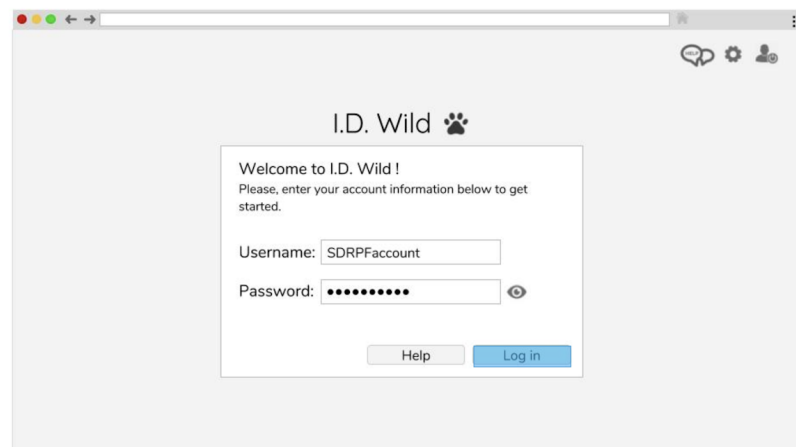 HELP
I.D. Wild
Welcome to I.D. Wild !
Please, enter your account information below to get
started.
Username: SDRPFaccount
Password: ●●●●●●●●●●
Help Log in